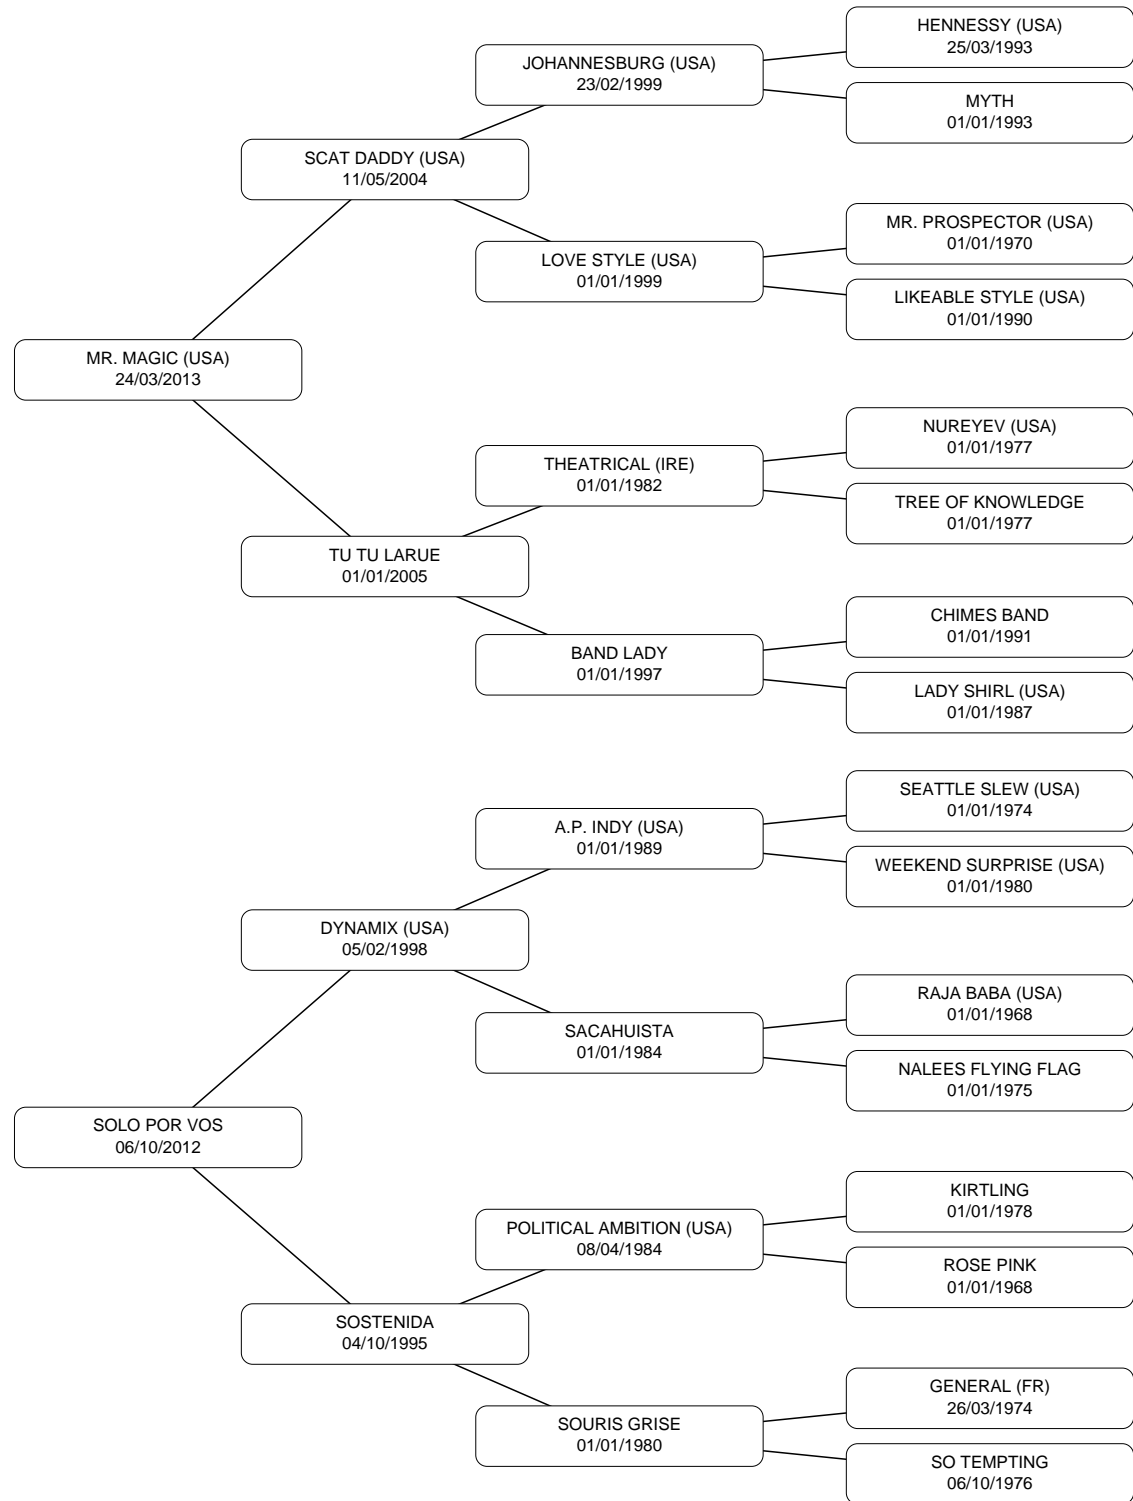 HENNESSY (USA)
25/03/1993
JOHANNESBURG (USA)
23/02/1999
MYTH
01/01/1993
SCAT DADDY (USA)
11/05/2004
MR. PROSPECTOR (USA)
01/01/1970
LOVE STYLE (USA)
01/01/1999
LIKEABLE STYLE (USA)
01/01/1990
MR. MAGIC (USA)
24/03/2013
NUREYEV (USA)
01/01/1977
THEATRICAL (IRE)
01/01/1982
TREE OF KNOWLEDGE
01/01/1977
TU TU LARUE
01/01/2005
CHIMES BAND
01/01/1991
BAND LADY
01/01/1997
LADY SHIRL (USA)
01/01/1987
SEATTLE SLEW (USA)
01/01/1974
A.P. INDY (USA)
01/01/1989
WEEKEND SURPRISE (USA)
01/01/1980
DYNAMIX (USA)
05/02/1998
RAJA BABA (USA)
01/01/1968
SACAHUISTA
01/01/1984
NALEES FLYING FLAG
01/01/1975
SOLO POR VOS
06/10/2012
KIRTLING
01/01/1978
POLITICAL AMBITION (USA)
08/04/1984
ROSE PINK
01/01/1968
SOSTENIDA
04/10/1995
GENERAL (FR)
26/03/1974
SOURIS GRISE
01/01/1980
SO TEMPTING
06/10/1976